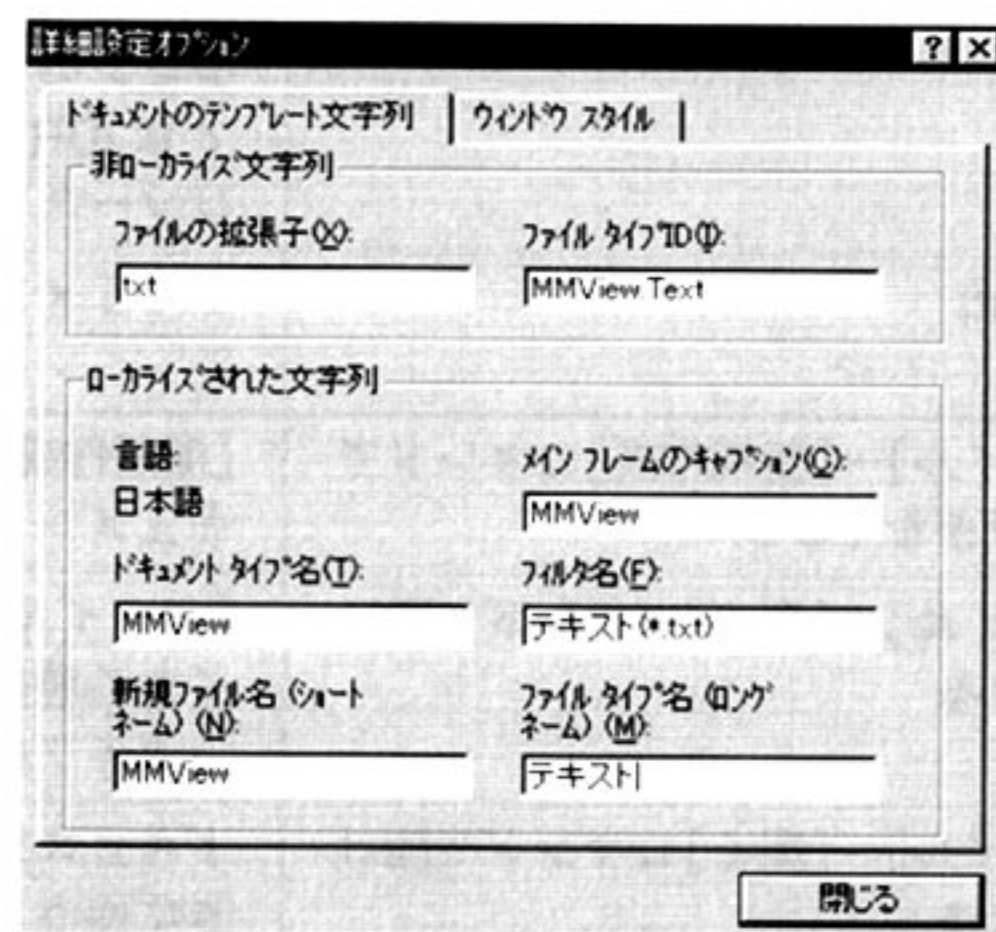 詳細設定オプション
ドキュメントのテンプレート文字列
ウィンドウ スタイル
非ローカライズ文字列
ファイルの拡張子(X):
ファイル タイプID(I):
txt
MMView.Text
ローカライズされた文字列
言語:
日本語
メイン フレームのキャプション(C):
MMView
ドキュメント タイプ名(T):
フィルタ名(F):
MMView
テキスト(*.txt)
新規ファイル名 (ショート
ネーム) (N):
ファイル タイプ名 (ロング
ネーム) (M):
MMView
テキスト
閉じる